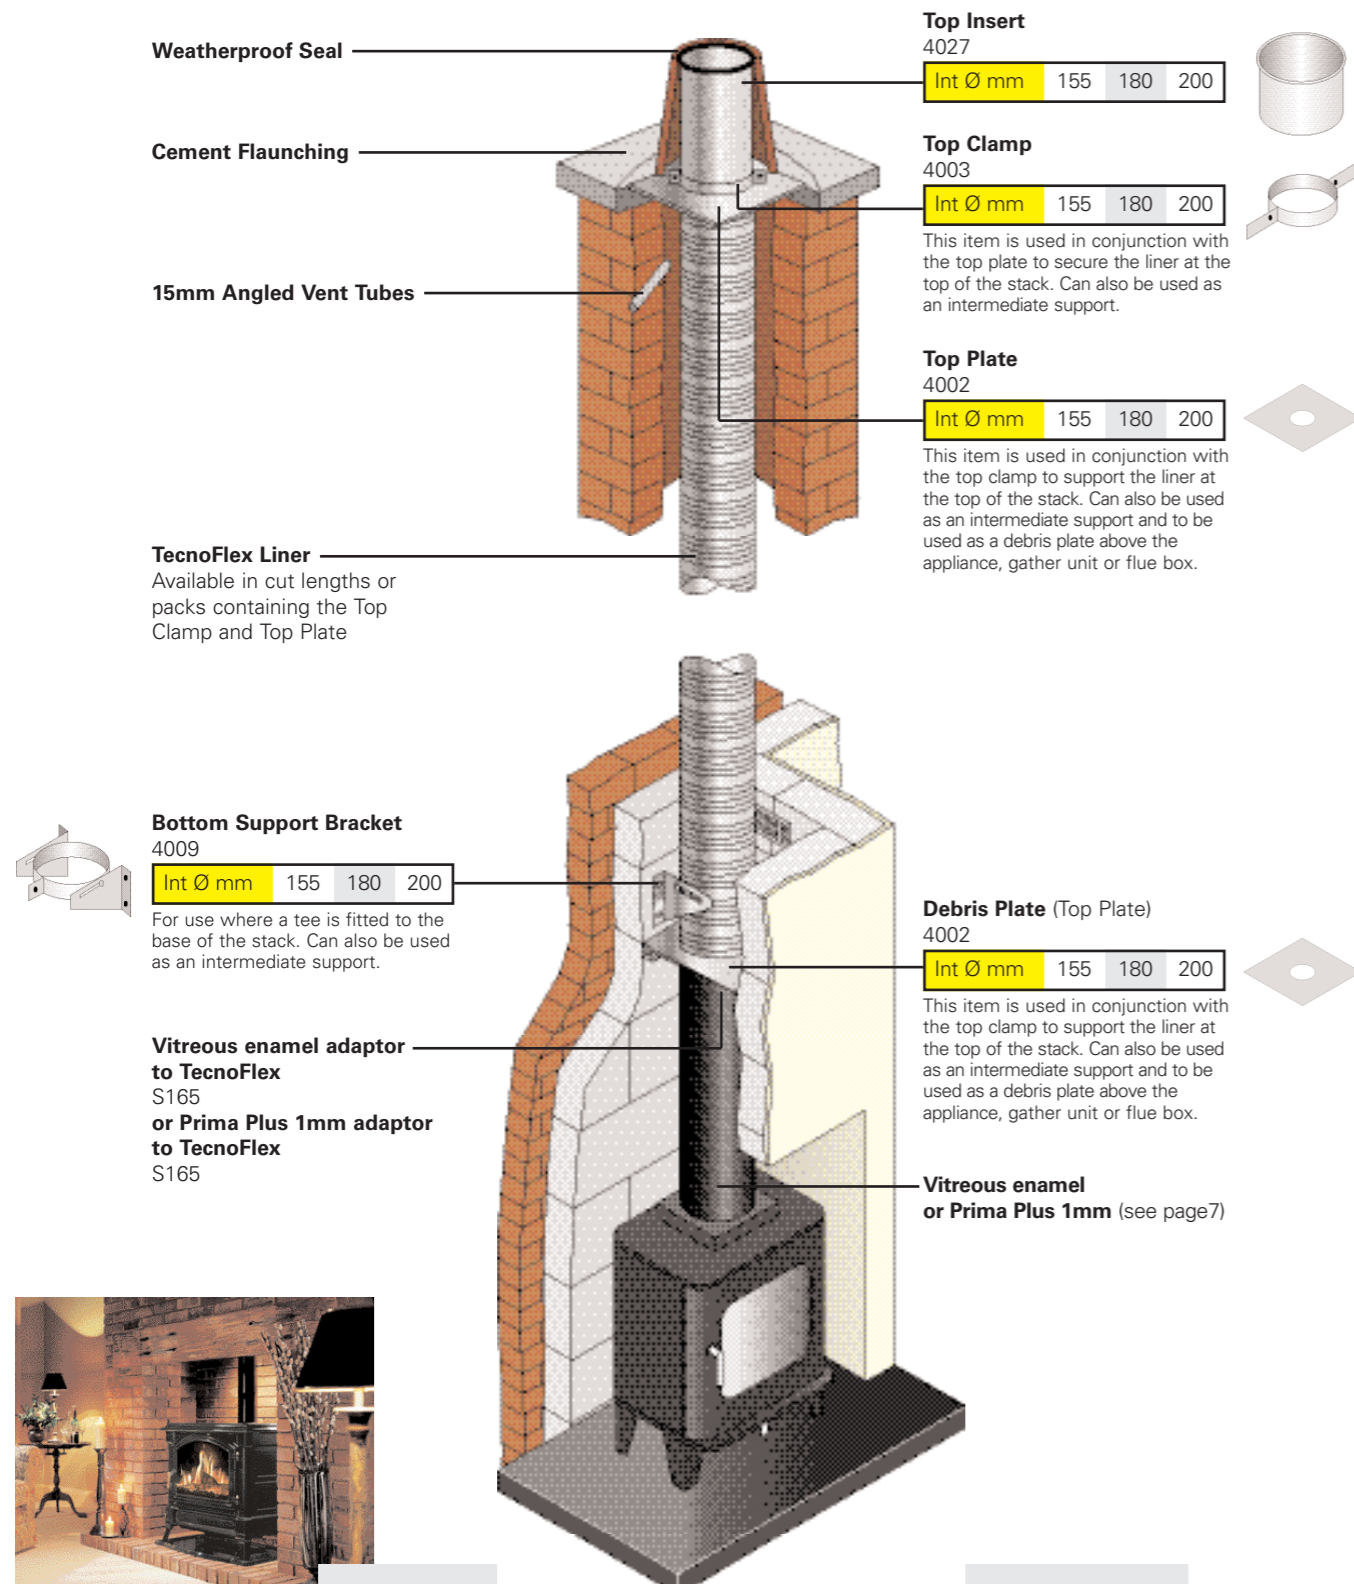 Weatherproof Seal
Cement Flaunching
15mm Angled Vent Tubes
TecnoFlex Liner
Available in cut lengths or
packs containing the Top
Clamp and Top Plate
Top Insert
4027
Int Ø mm 155 180 200
Top Clamp
4003
Int Ø mm 155 180 200
This item is used in conjunction with
the top plate to secure the liner at the
top of the stack. Can also be used as
an intermediate support.
Top Plate
4002
Int Ø mm 155 180 200
This item is used in conjunction with
the top clamp to support the liner at
the top of the stack. Can also be used
as an intermediate support and to be
used as a debris plate above the
appliance, gather unit or flue box.
Bottom Support Bracket
4009
Int Ø mm 155 180 200
For use where a tee is fitted to the
base of the stack. Can also be used
as an intermediate support.
Vitreous enamel adaptor
to TecnoFlex
S165
or Prima Plus 1mm adaptor
to TecnoFlex
S165
Debris Plate (Top Plate)
4002
Int Ø mm 155 180 200
This item is used in conjunction with
the top clamp to support the liner at
the top of the stack. Can also be used
as an intermediate support and to be
used as a debris plate above the
appliance, gather unit or flue box.
Vitreous enamel
or Prima Plus 1mm (see page7)